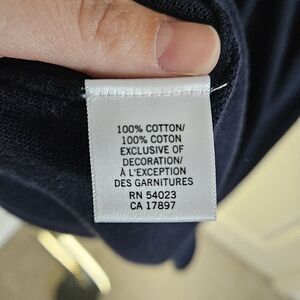 100% COTTON/
100% COTON
EXCLUSIVE OF
DECORATION/
À L'EXCEPTION
DES GARNITURES
RN 54023
CA 17897